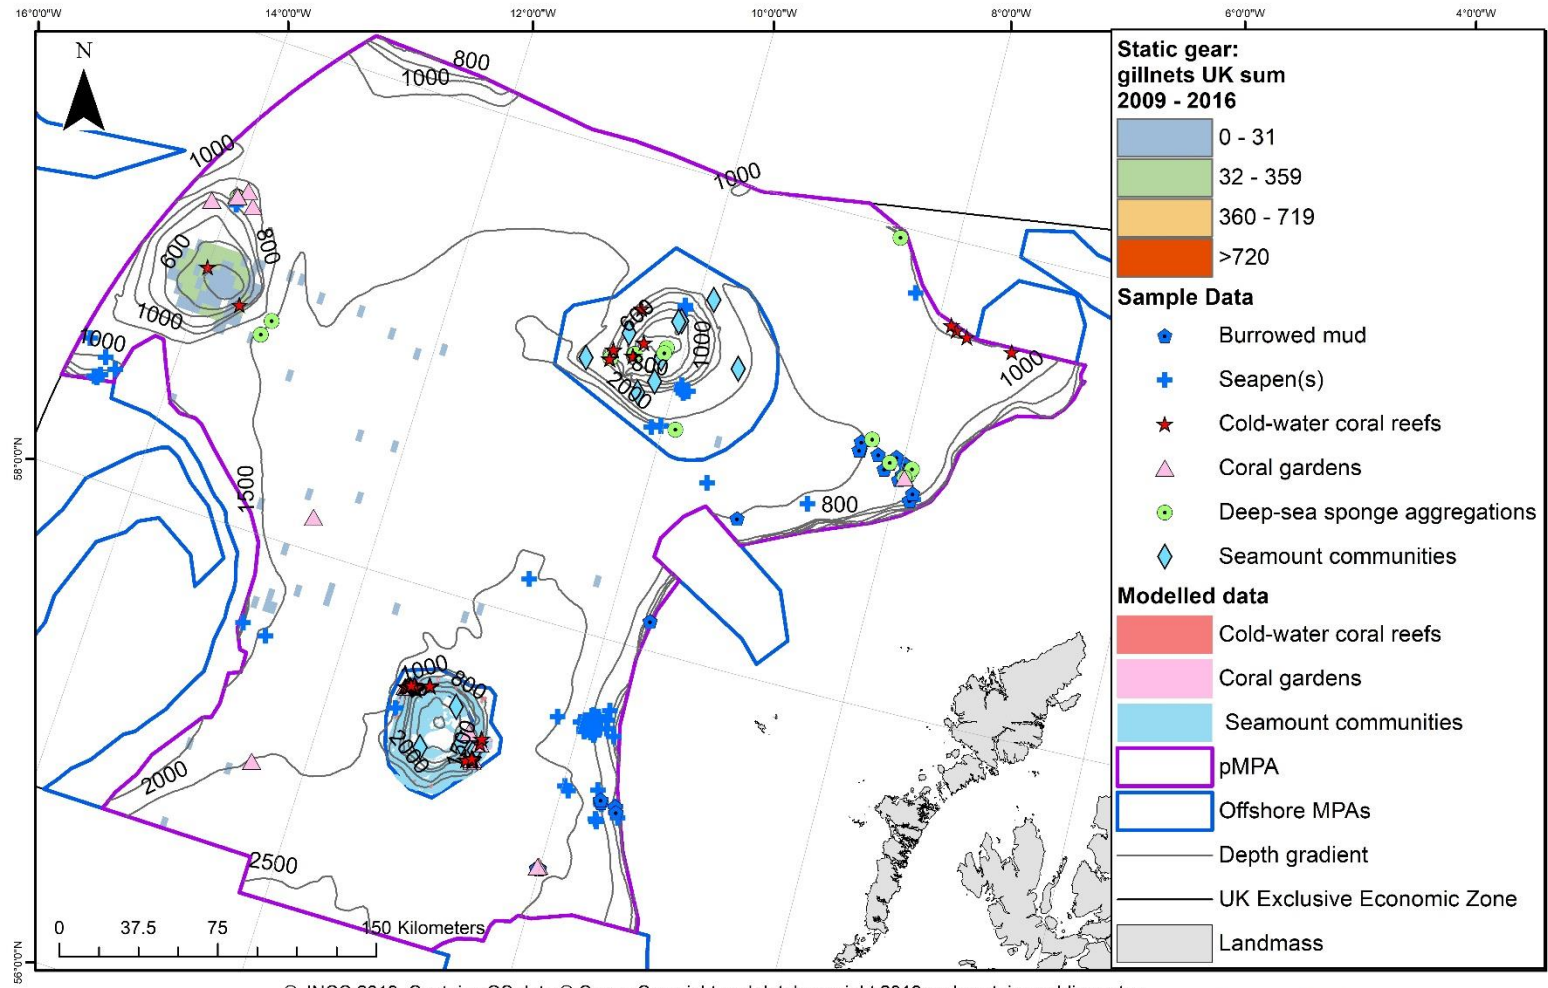 16°0'0"W 14°0'0"W 12°0'0"W 10°0'0"W 8°0'0"W 6°0'0"W 4°0'0"W
N
58°0'0"N
56°0'0"N
800
1000
1000
1000
600
800
1000
1000
600
1000
800
2000
1000
1500
800
1000
800
2000
2000
2500
0 37.5 75 150 Kilometers
Static gear:
gillnets UK sum
2009 - 2016
0 - 31
32 - 359
360 - 719
>720
Sample Data
Burrowed mud
Seapen(s)
Cold-water coral reefs
Coral gardens
Deep-sea sponge aggregations
Seamount communities
Modelled data
Cold-water coral reefs
Coral gardens
Seamount communities
pMPA
Offshore MPAs
Depth gradient
UK Exclusive Economic Zone
Landmass